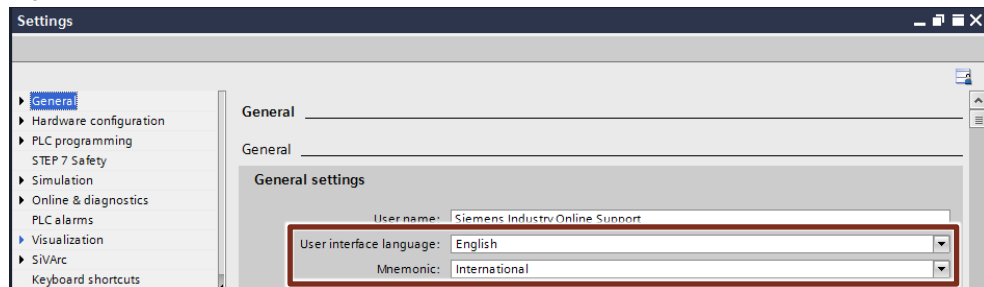 Settings
General
Hardware configuration
PLC programming
STEP 7 Safety
Simulation
Online & diagnostics
PLC alarms
Visualization
SiVArc
Keyboard shortcuts
General
General
General settings
User name: Siemens Industry Online Support
User interface language: English
Mnemonic: International